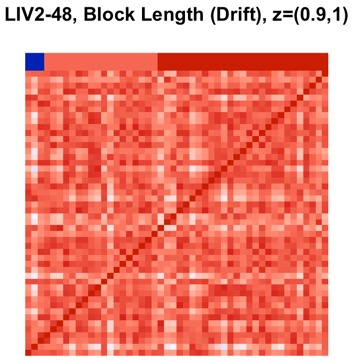 LIV2-48, Block Length (Drift), z=(0.9,1)